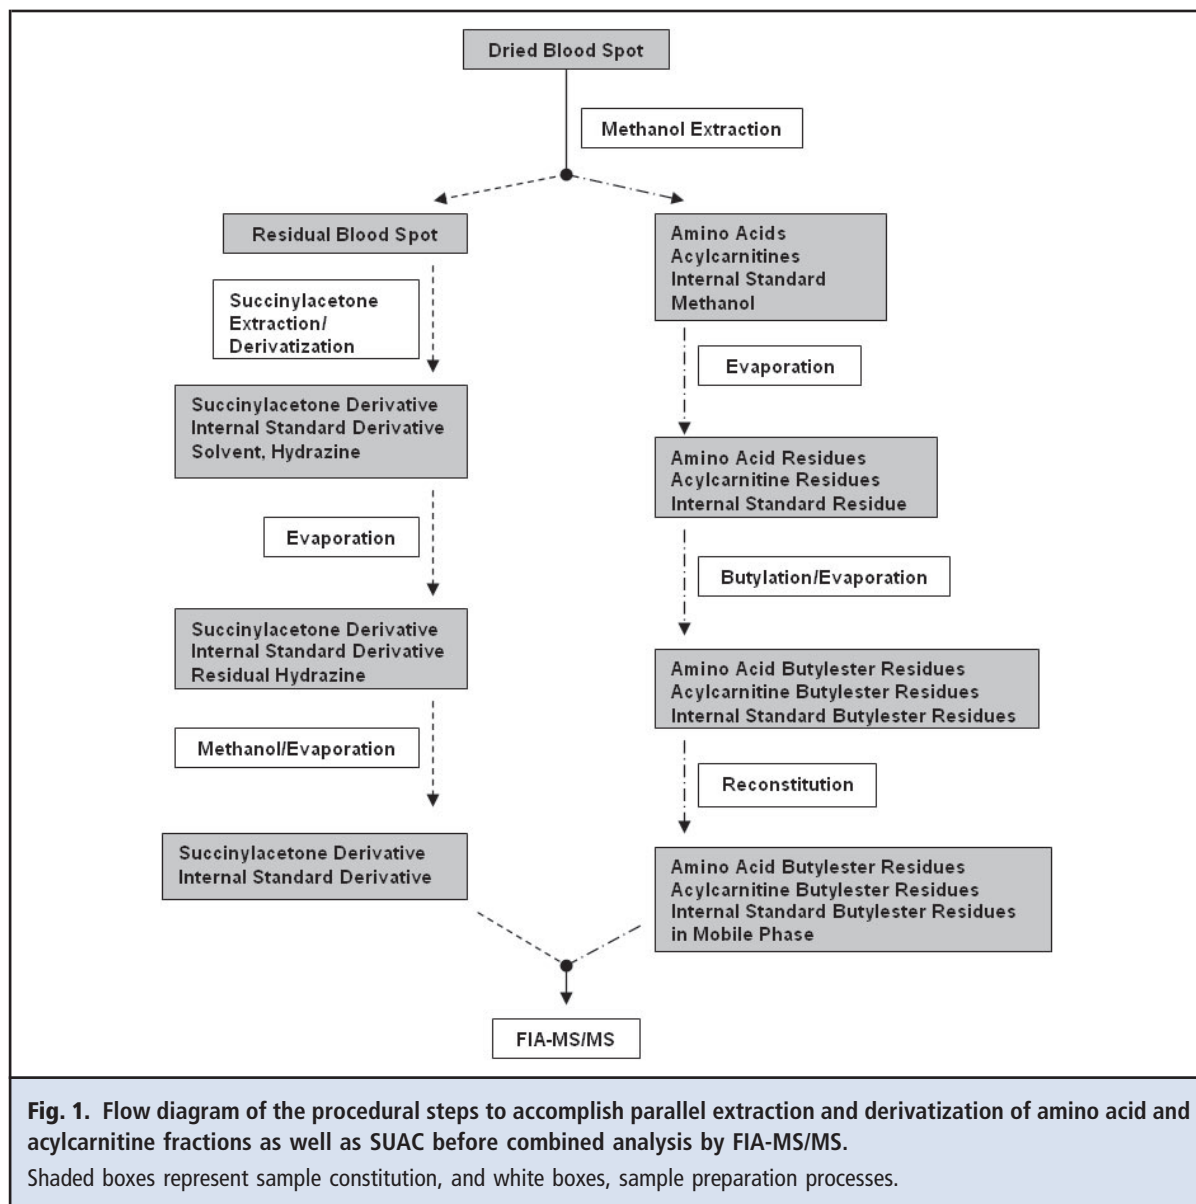 Dried Blood Spot
Methanol Extraction
Residual Blood Spot
Succinylacetone
Extraction/
Derivatization
Succinylacetone Derivative
Internal Standard Derivative
Solvent, Hydrazine
Evaporation
Succinylacetone Derivative
Internal Standard Derivative
Residual Hydrazine
Methanol/Evaporation
Succinylacetone Derivative
Internal Standard Derivative
Amino Acids
Acylcarnitines
Internal Standard
Methanol
Evaporation
Amino Acid Residues
Acylcarnitine Residues
Internal Standard Residue
Butylation/Evaporation
Amino Acid Butylester Residues
Acylcarnitine Butylester Residues
Internal Standard Butylester Residues
Reconstitution
Amino Acid Butylester Residues
Acylcarnitine Butylester Residues
Internal Standard Butylester Residues
in Mobile Phase
FIA-MS/MS
Fig. 1. Flow diagram of the procedural steps to accomplish parallel extraction and derivatization of amino acid and
acylcarnitine fractions as well as SUAC before combined analysis by FIA-MS/MS.
Shaded boxes represent sample constitution, and white boxes, sample preparation processes.